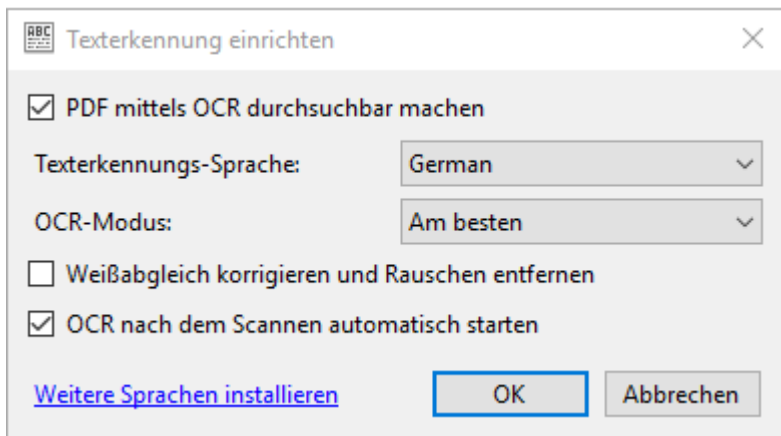 ABC
Texterkennung einrichten
PDF mittels OCR durchsuchbar machen
Texterkennungs-Sprache: German
OCR-Modus: Am besten
Weißabgleich korrigieren und Rauschen entfernen
OCR nach dem Scannen automatisch starten
Weitere Sprachen installieren OK Abbrechen